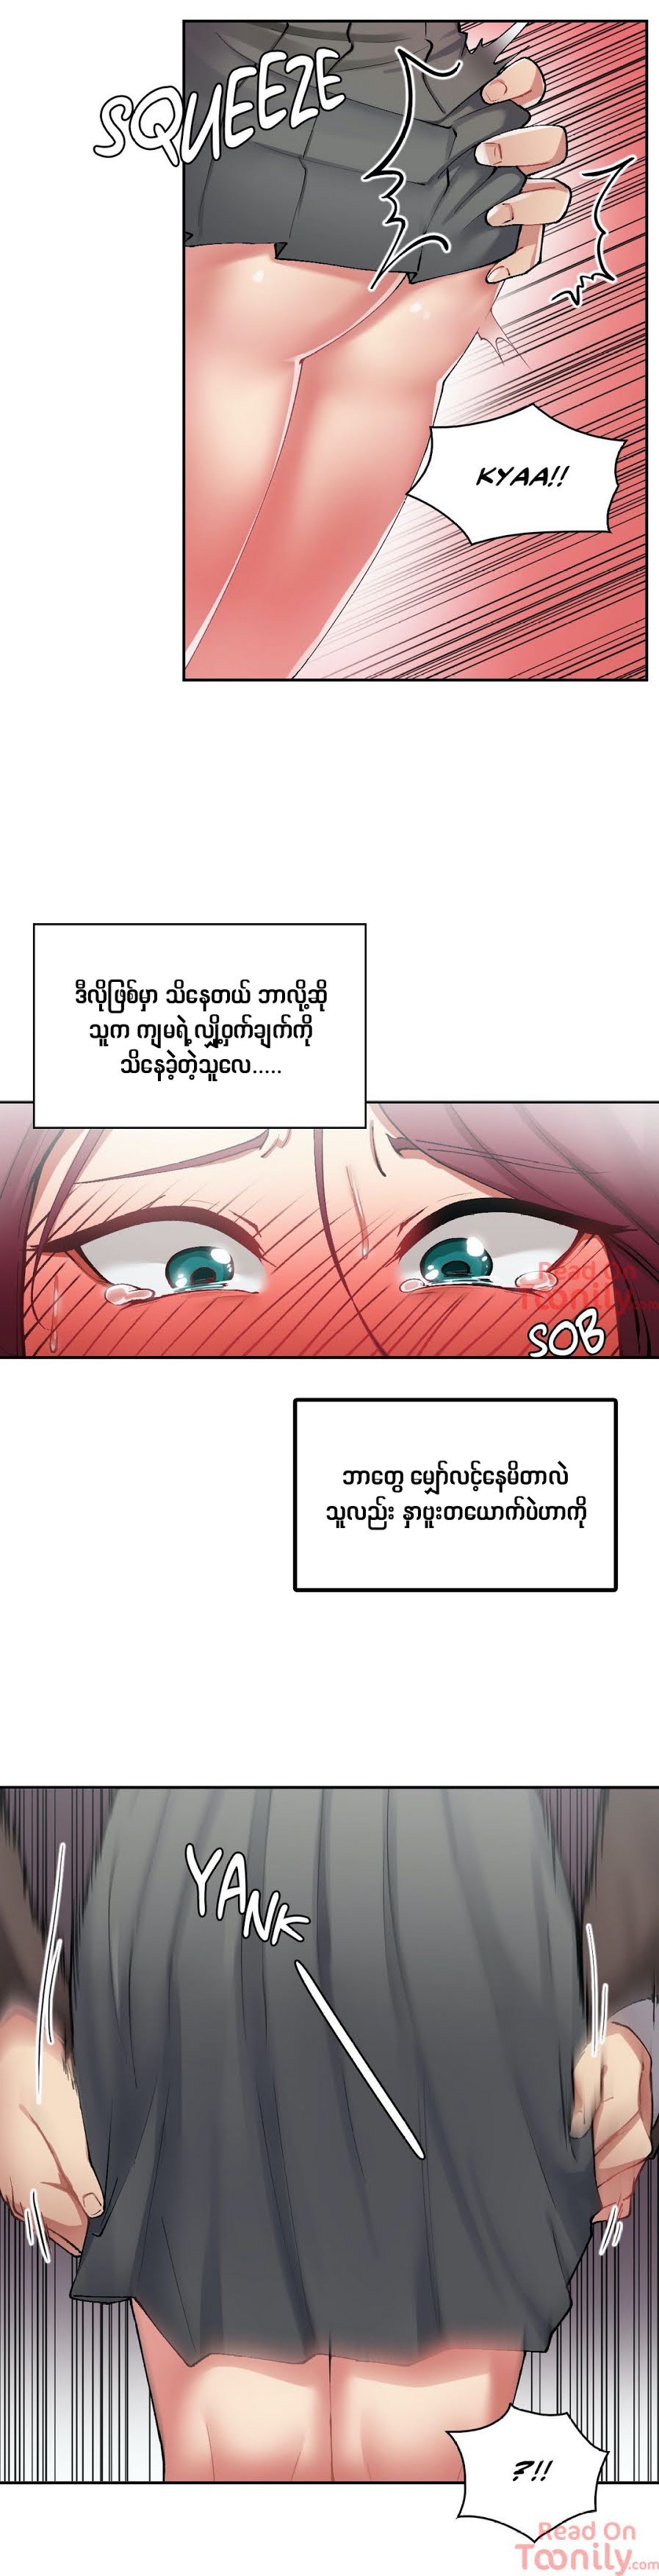 SQUEEZE
KYAA!!
ဒီလိုဖြစ်မှာ သိနေတယ် ဘာလို့ဆို
သူက ကျမရဲ့လျှို့ဝှက်ချက်ကို
သိနေခဲ့တဲ့သူလေ.....
Read On
Toonily.com
SOB
ဘာတွေ မျှော်လင့်နေမိတာလဲ
သူလည်း နှာဗူးတယောက်ပဲဟာကို
YANK
?!!
Read On
Toonily.com